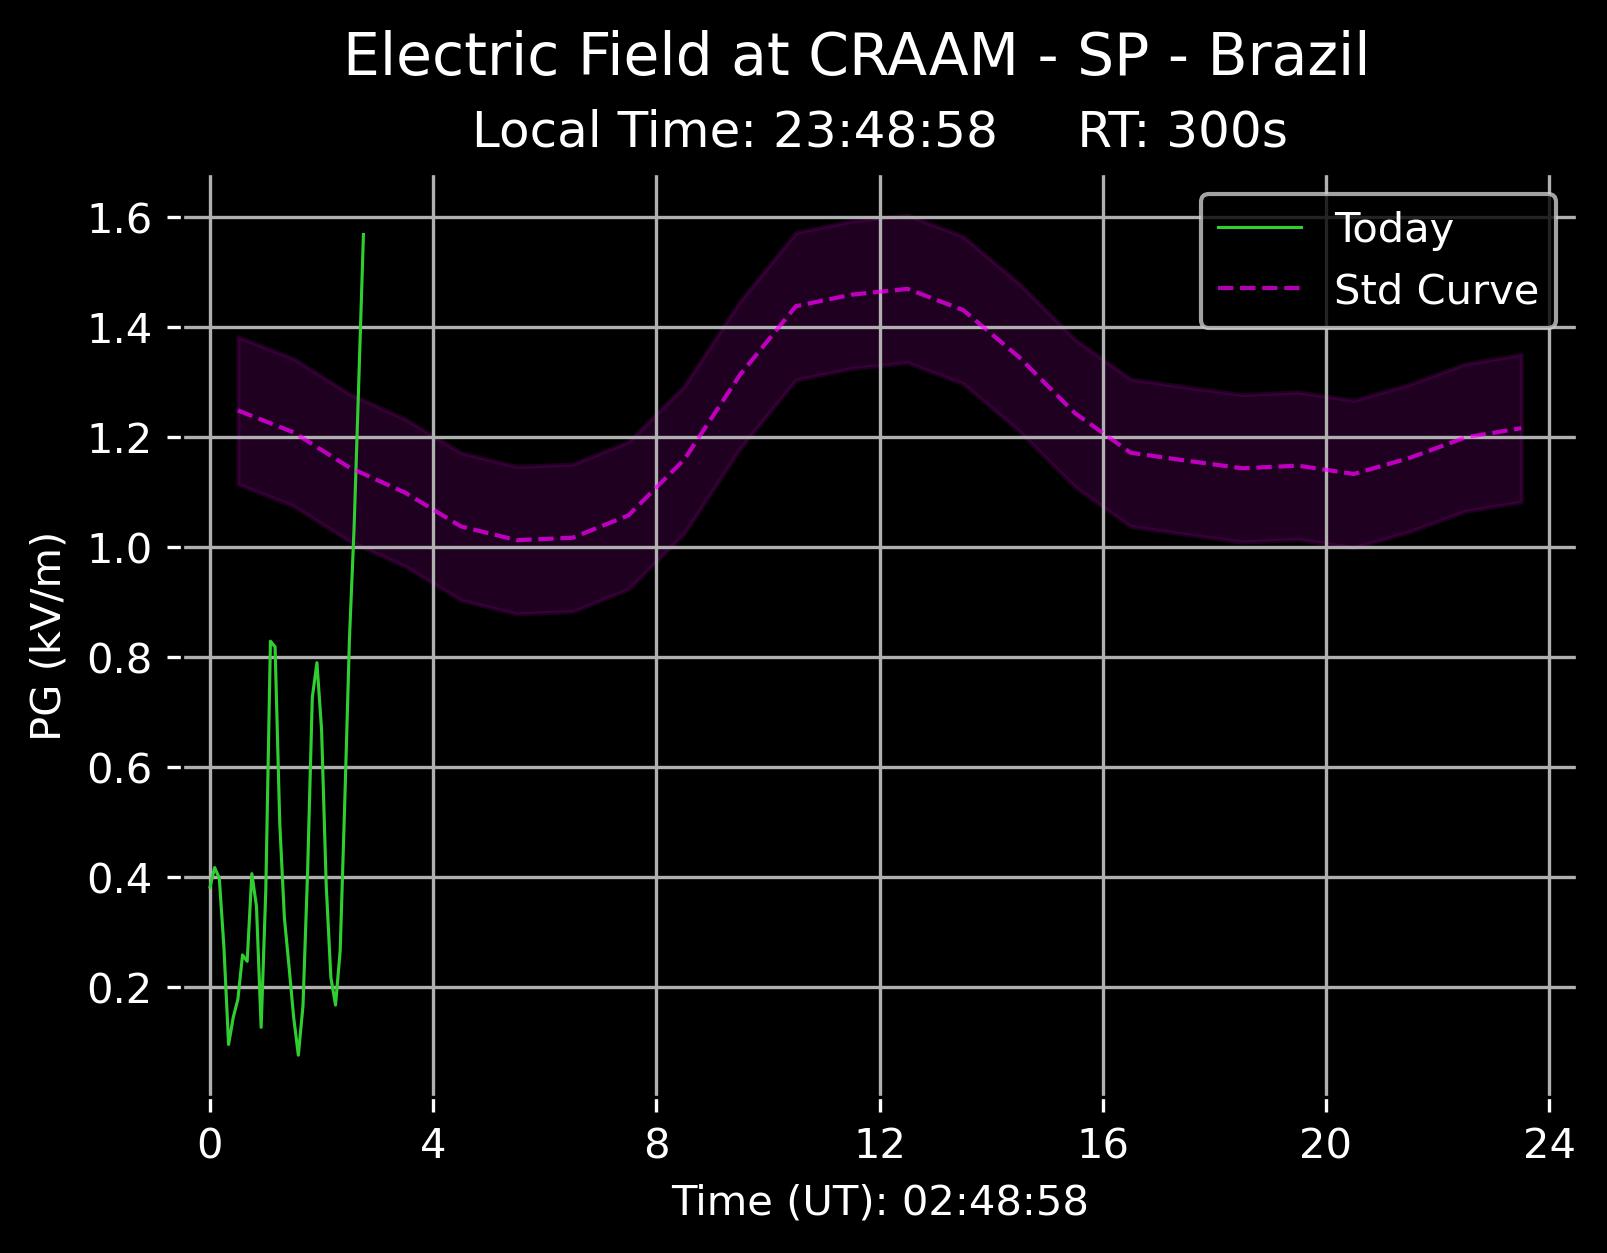 Electric Field at CRAAM - SP - Brazil
Local Time: 23:48:58 RT: 300s
Today
Std Curve
PG (kV/m)
1.6
1.4
1.2
1.0
0.8
0.6
0.4
0.2
0 4 8 12 16 20 24
Time (UT): 02:48:58